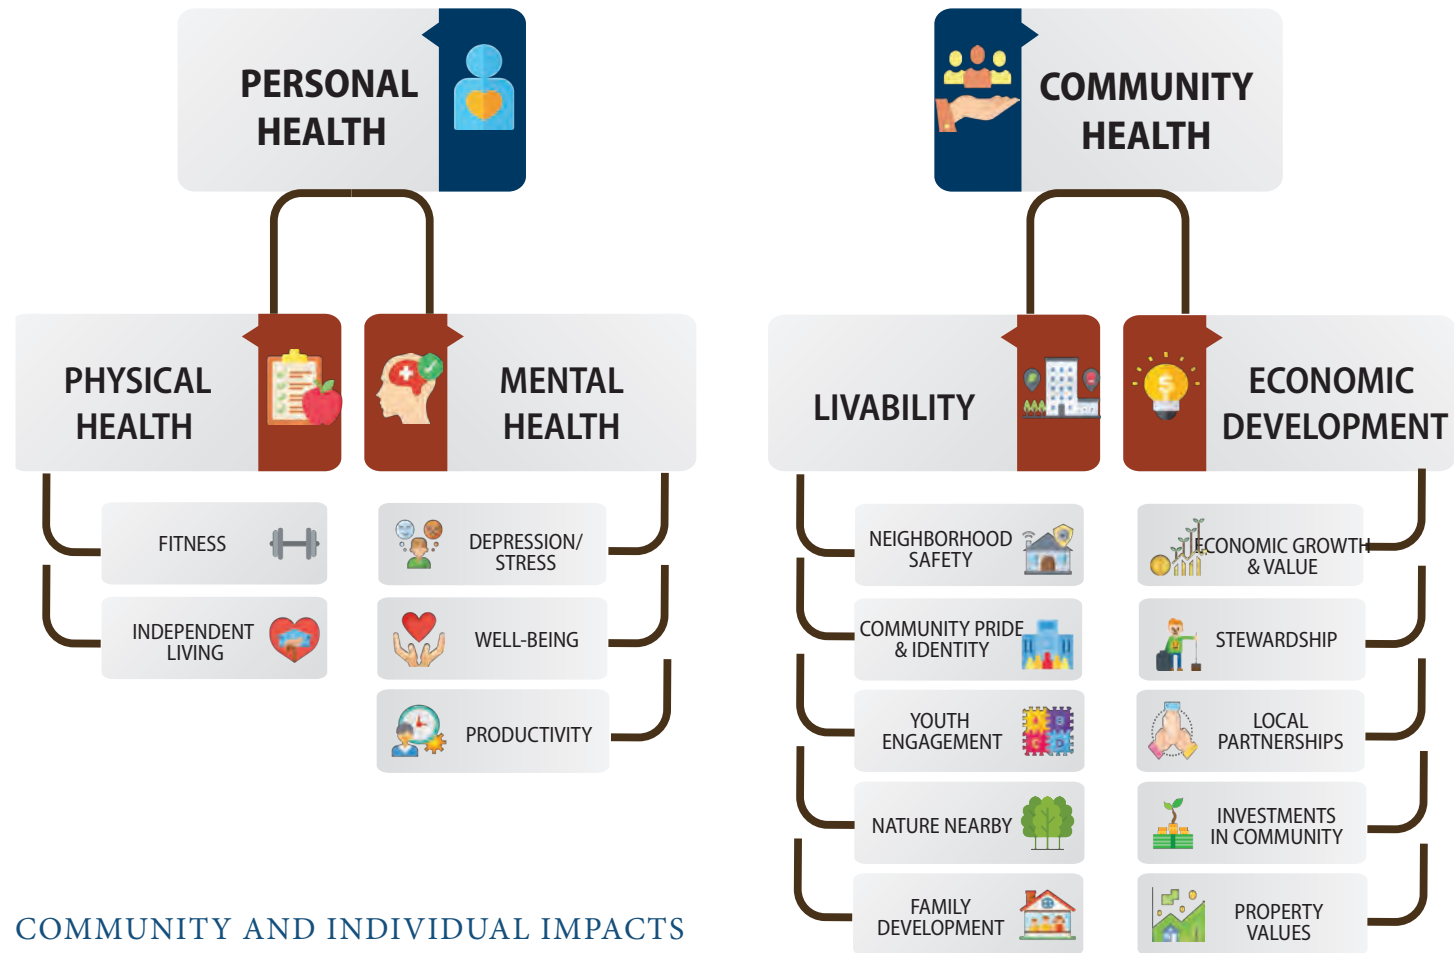 PERSONAL
HEALTH
COMMUNITY
HEALTH
PHYSICAL
HEALTH
MENTAL
HEALTH
LIVABILITY
ECONOMIC
DEVELOPMENT
FITNESS
INDEPENDENT
LIVING
DEPRESSION/
STRESS
WELL-BEING
PRODUCTIVITY
NEIGHBORHOOD
SAFETY
COMMUNITY PRIDE
& IDENTITY
YOUTH
ENGAGEMENT
A B
C D
NATURE NEARBY
FAMILY
DEVELOPMENT
ECONOMIC GROWTH
& VALUE
STEWARDSHIP
LOCAL
PARTNERSHIPS
INVESTMENTS
IN COMMUNITY
PROPERTY
VALUES
COMMUNITY AND INDIVIDUAL IMPACTS